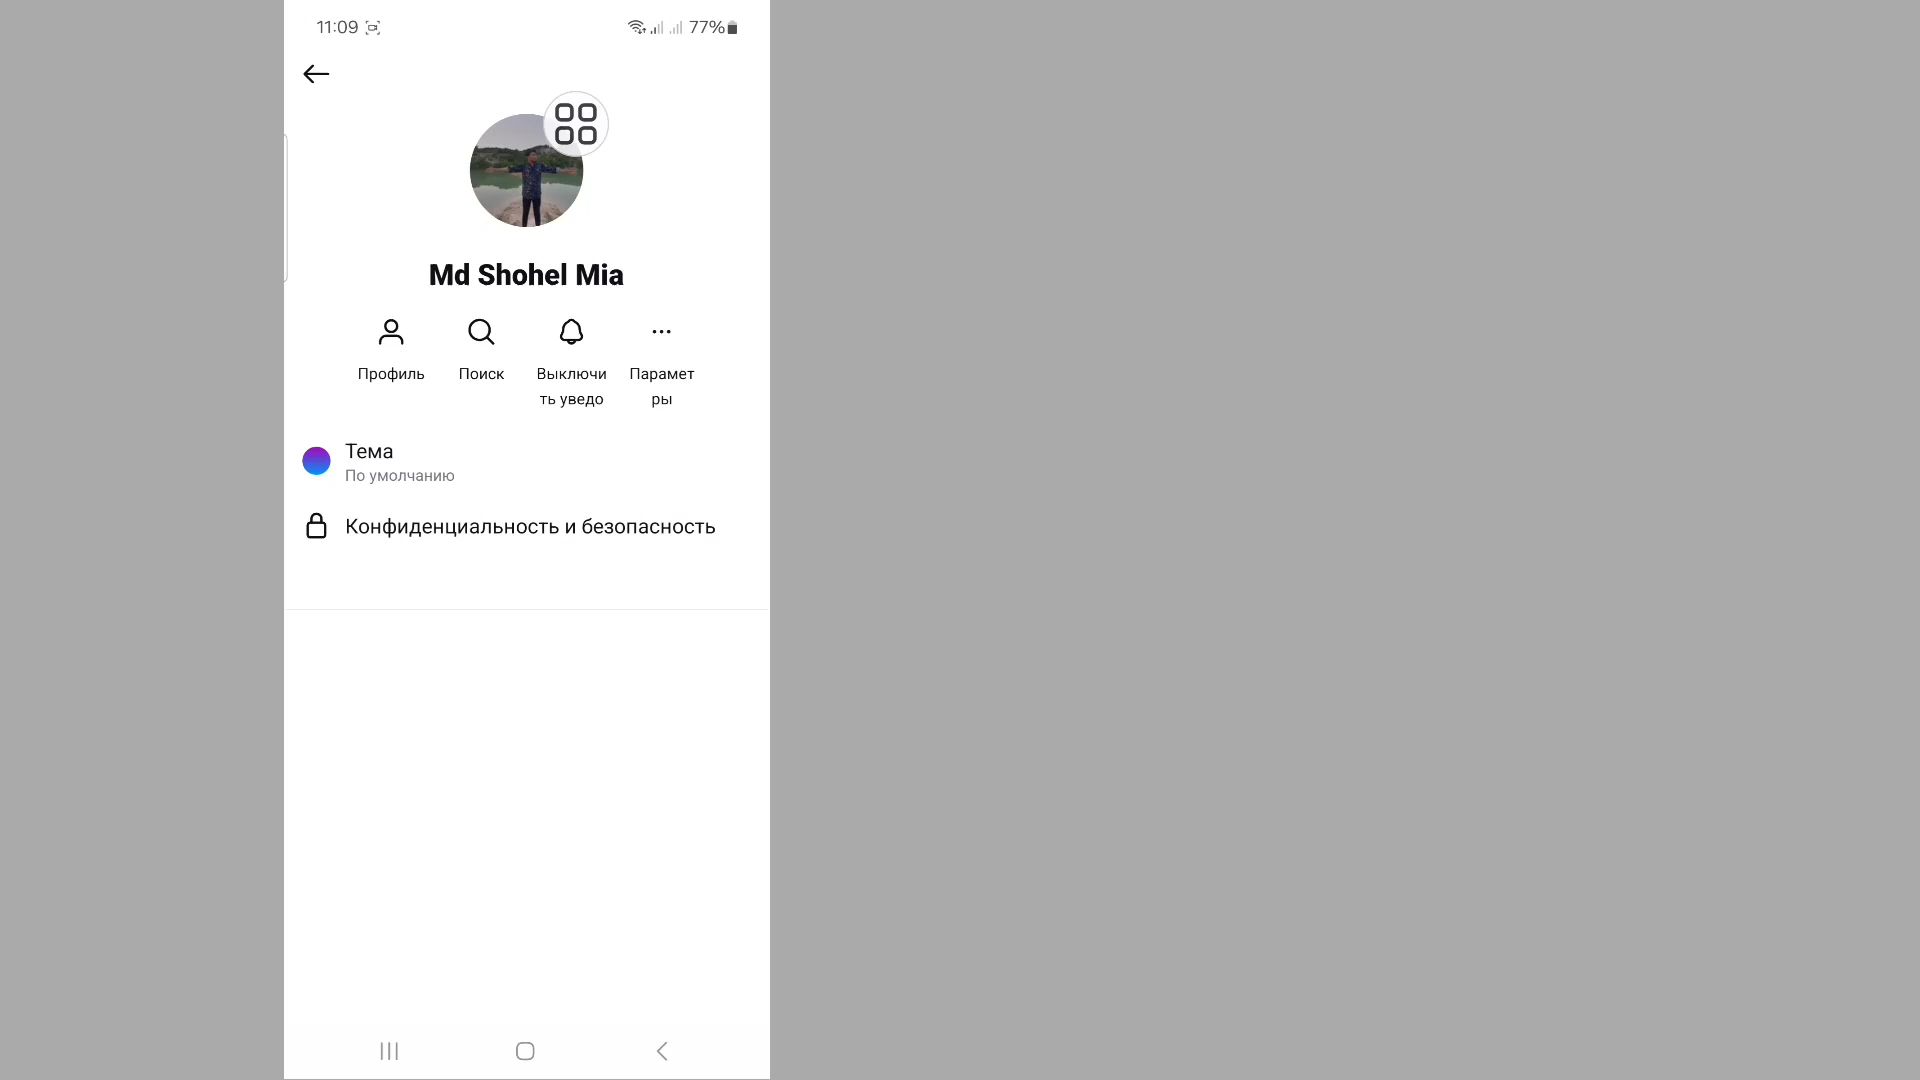 11:09 77%
Md Shohel Mia
Профиль Поиск Выключи Парамет
ть уведо ры
Тема
По умолчанию
Конфиденциальность и безопасность